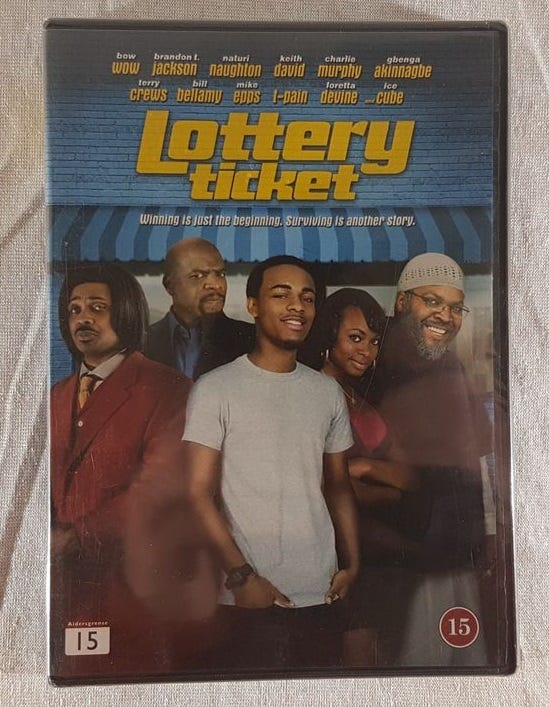 bow brandon t. naturi keith charlie gbenga
wow jackson naughton david murphy akinnagbe
terry bill mike loretta ice
crews bellamy epps t-pain devine and cube
Lottery
ticket
Winning is just the beginning. Surviving is another story.
Aldersgrense
15
15